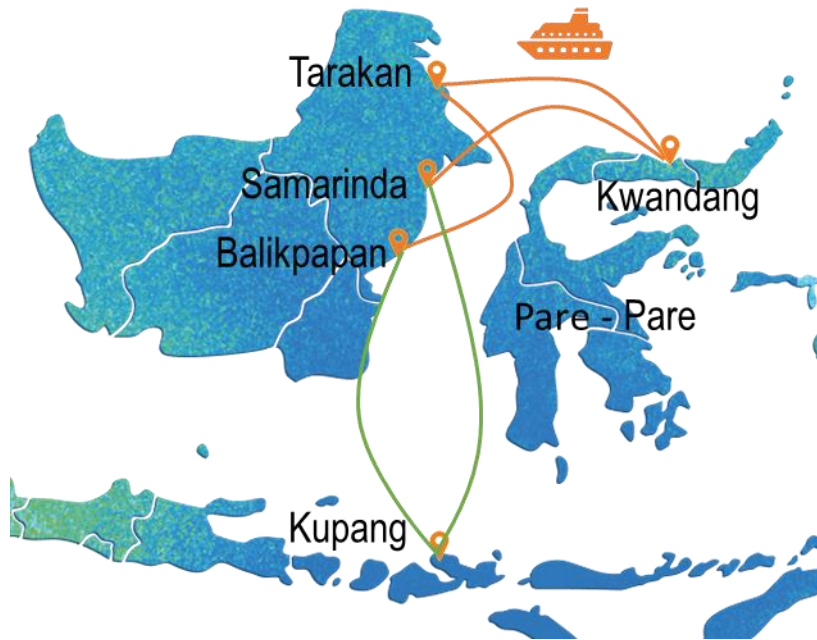 Tarakan
Samarinda
Kwandang
Balikpapan
Pare - Pare
Kupang